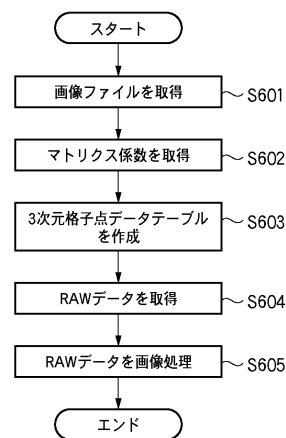 スタート
画像ファイルを取得
S601
マトリクス係数を取得
S602
3次元格子点データテーブル
を作成
S603
RAWデータを取得
S604
RAWデータを画像処理
S605
エンド